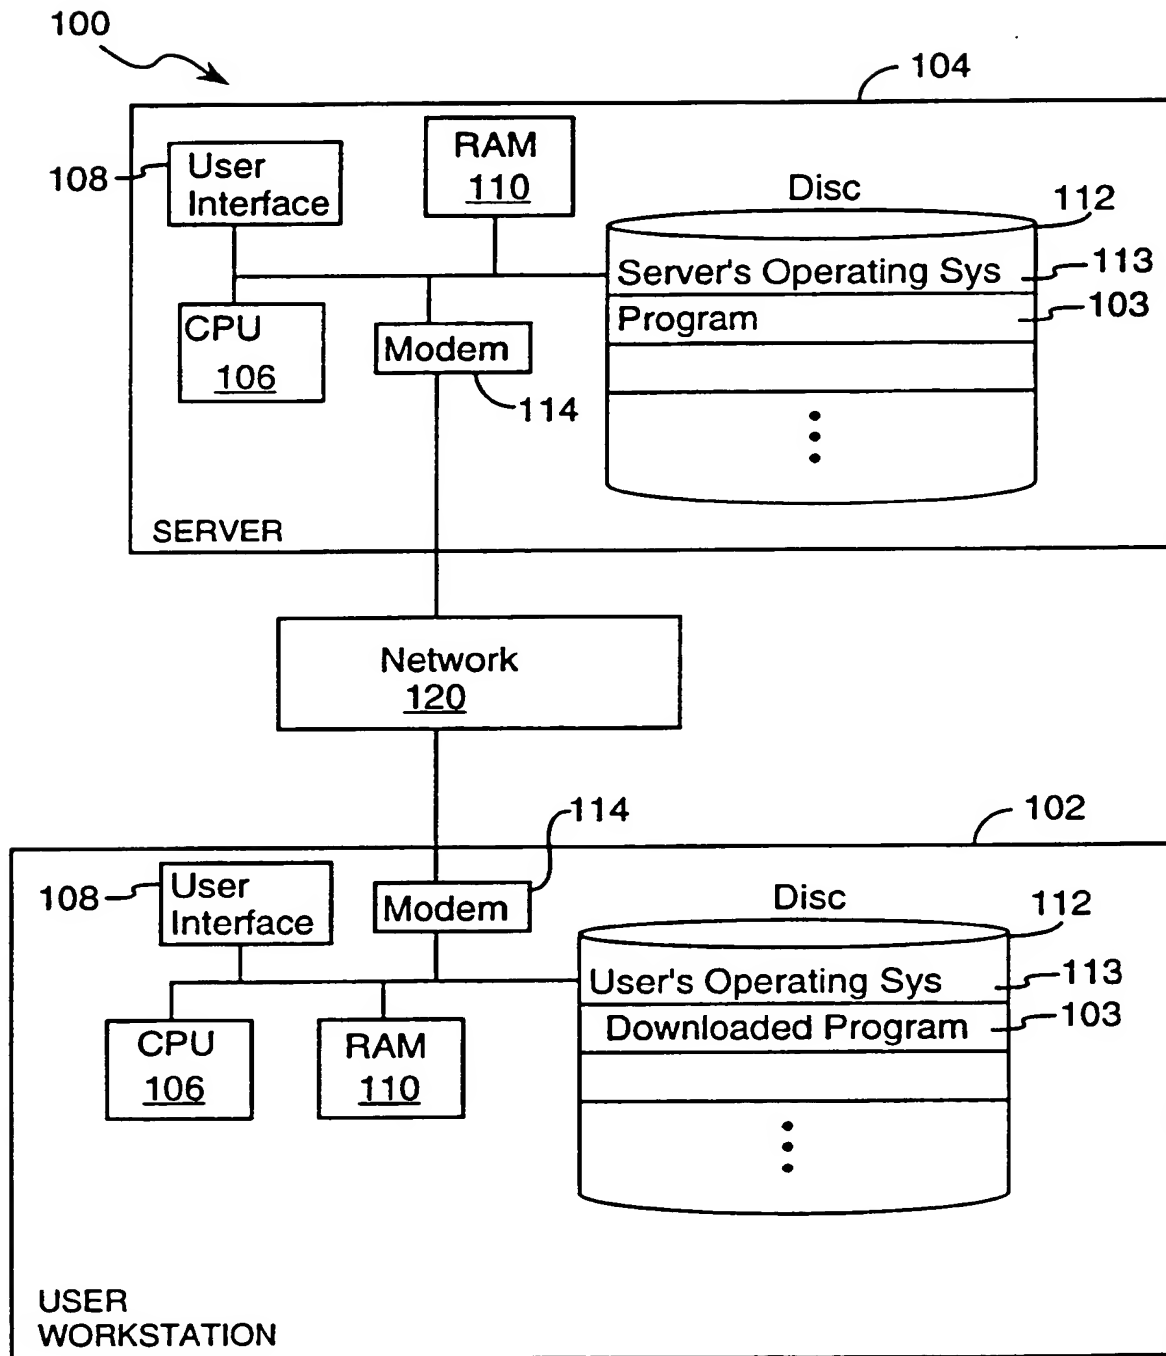 100
104
108
User
Interface
RAM
110
Disc
112
Server's Operating Sys
113
Program
103
CPU
106
Modem
114
SERVER
Network
120
114
102
108
User
Interface
Modem
Disc
112
User's Operating Sys
113
Downloaded Program
103
CPU
106
RAM
110
USER
WORKSTATION